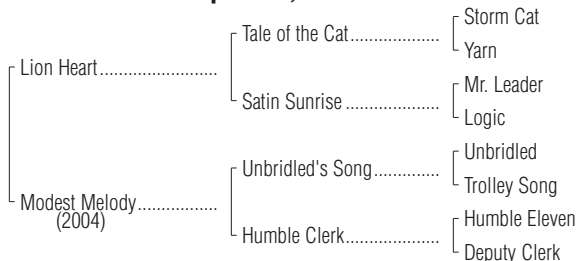 Storm Cat
Tale of the Cat...................
Yarn
Lion Heart.........................
Mr. Leader
Satin Sunrise ....................
Logic
Unbridled
Unbridled's Song..............
Trolley Song
Modest Melody.................
(2004)
Humble Eleven
Humble Clerk....................
Deputy Clerk